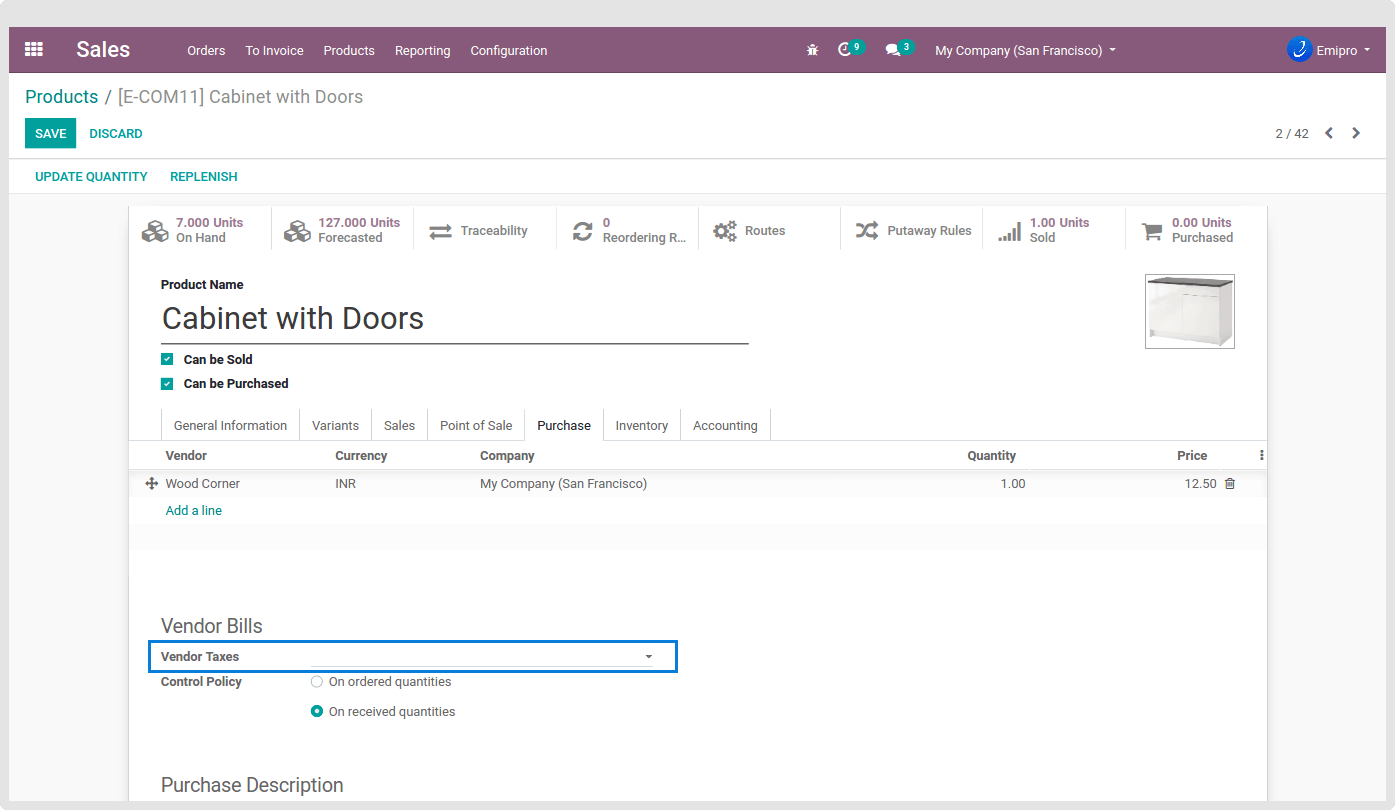 Sales Orders To Invoice Products Reporting Configuration 9 3 My Company (San Francisco) Emipro
Products / [E-COM11] Cabinet with Doors
SAVE DISCARD 2 / 42
UPDATE QUANTITY REPLENISH
7.000 Units On Hand
127.000 Units Forecasted
Traceability
0 Reordering R...
Routes
Putaway Rules
1.00 Units Sold
0.00 Units Purchased
Product Name
Cabinet with Doors
Can be Sold
Can be Purchased
General Information Variants Sales Point of Sale Purchase Inventory Accounting
Vendor Currency Company Quantity Price
Wood Corner INR My Company (San Francisco) 1.00 12.50
Add a line
Vendor Bills
Vendor Taxes
Control Policy On ordered quantities
On received quantities
Purchase Description